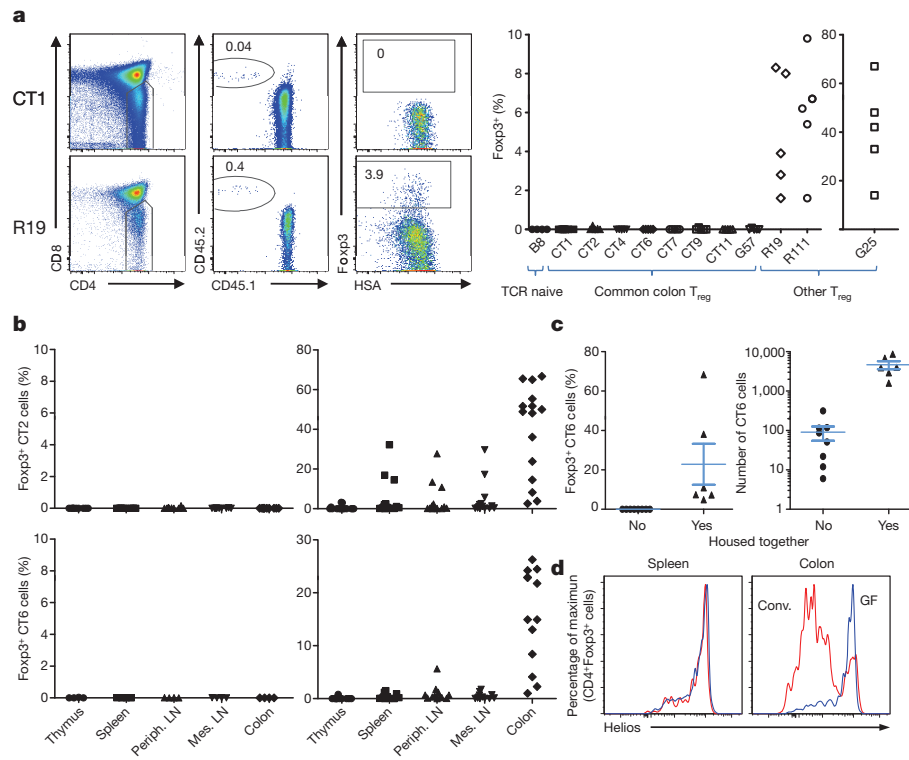 a
CT1
R19
0.04
0
0.4
3.9
CD8
CD4
CD45.2
CD45.1
Foxp3
HSA
Foxp3⁺ (%)
10
8
6
4
2
0
80
60
40
20
0
B8
CT1
CT2
CT4
CT6
CT7
CT9
CT11
G57
R19
R111
G25
TCR naive
Common colon Treg
Other Treg
b
Foxp3⁺ CT2 cells (%)
10
8
6
4
2
0
80
60
40
20
0
Foxp3⁺ CT6 cells (%)
10
8
6
4
2
0
30
20
10
0
Thymus
Spleen
Periph. LN
Mes. LN
Colon
Thymus
Spleen
Periph. LN
Mes. LN
Colon
c
Foxp3⁺ CT6 cells (%)
80
60
40
20
0
No
Yes
Number of CT6 cells
10,000
1,000
100
10
1
No
Yes
Housed together
d
Spleen
Colon
Percentage of maximun
(CD4⁺Foxp3⁺ cells)
Conv.
GF
Helios